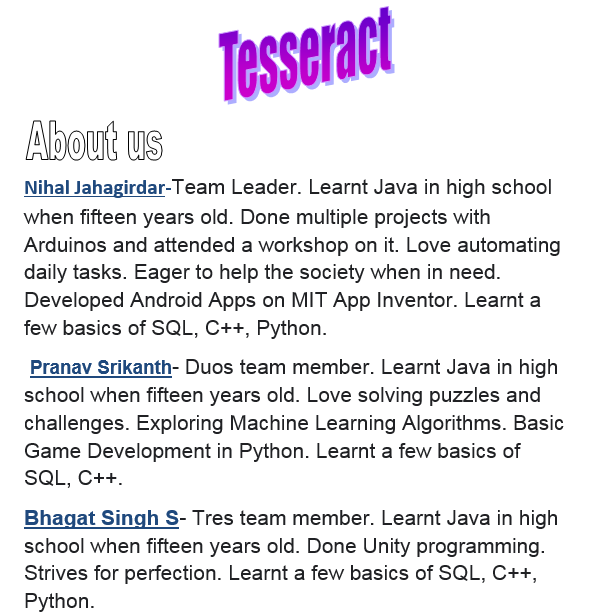 Tesseract
About us
Nihal Jahagirdar-Team Leader. Learnt Java in high school
when fifteen years old. Done multiple projects with
Arduinos and attended a workshop on it. Love automating
daily tasks. Eager to help the society when in need.
Developed Android Apps on MIT App Inventor. Learnt a
few basics of SQL, C++, Python.
Pranav Srikanth- Duos team member. Learnt Java in high
school when fifteen years old. Love solving puzzles and
challenges. Exploring Machine Learning Algorithms. Basic
Game Development in Python. Learnt a few basics of
SQL, C++.
Bhagat Singh S- Tres team member. Learnt Java in high
school when fifteen years old. Done Unity programming.
Strives for perfection. Learnt a few basics of SQL, C++,
Python.